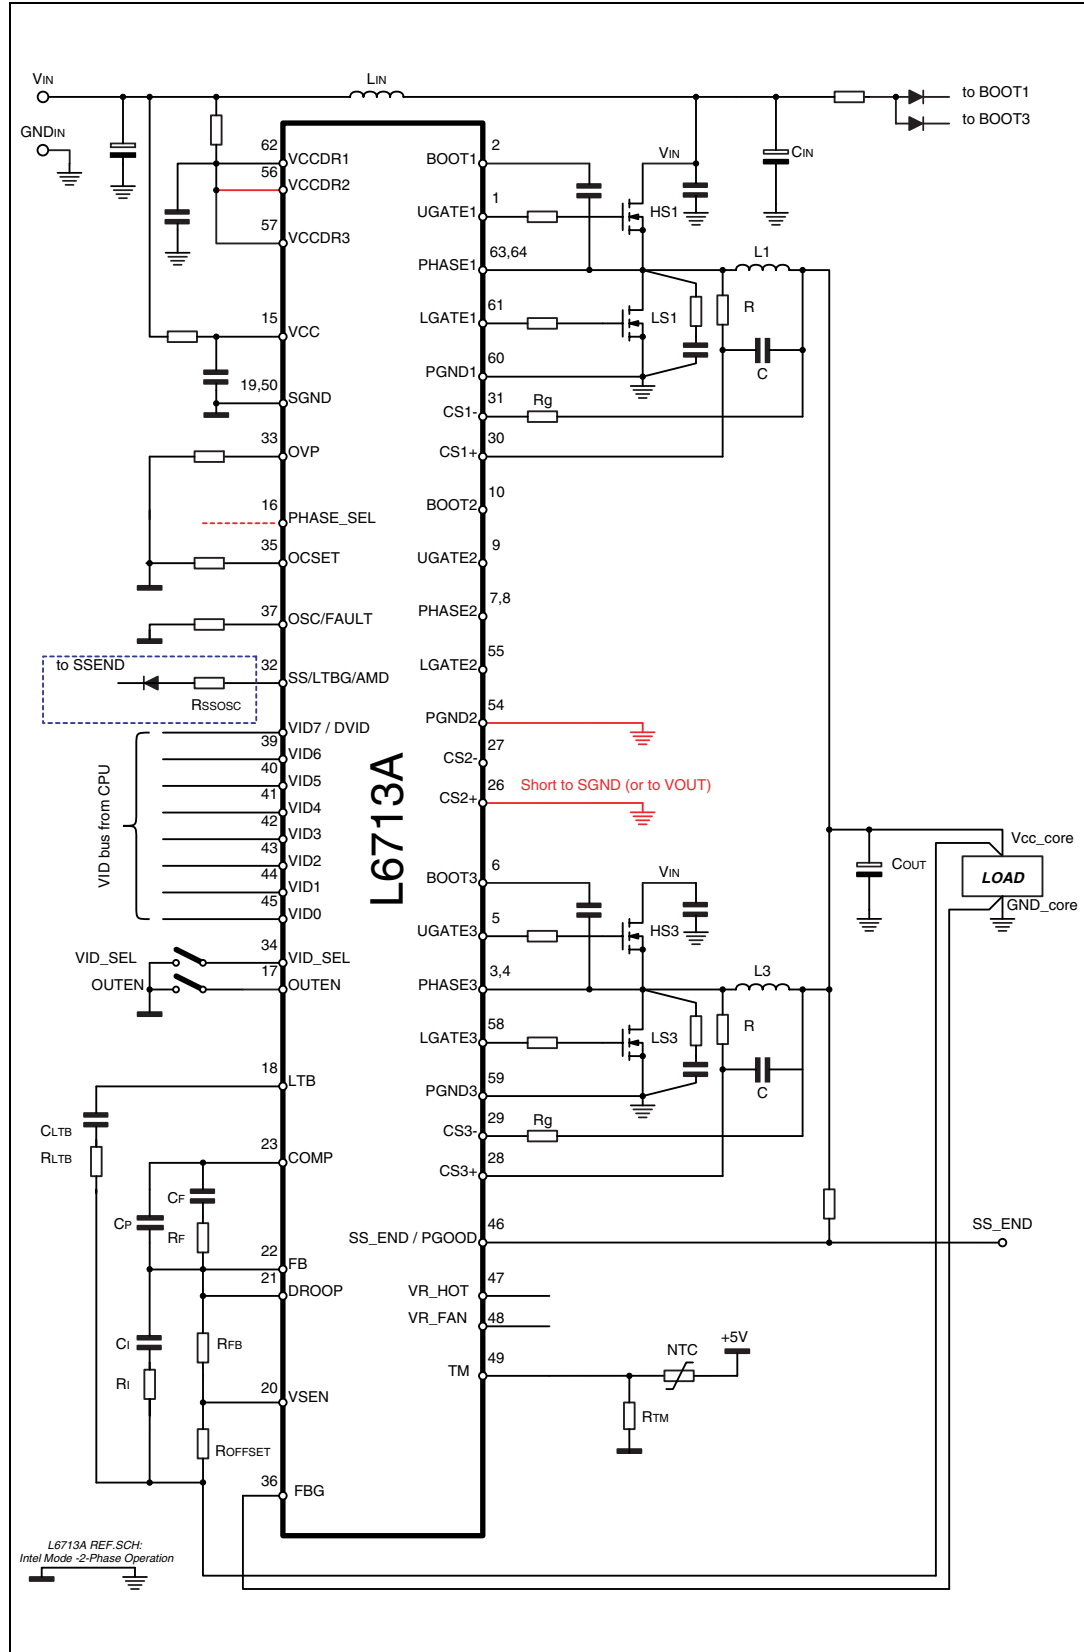 VIN
LIN
to BOOT1
to BOOT3
GNDIN
CIN
62
VCCDR1
56
VCCDR2
57
VCCDR3
15
VCC
19,50
SGND
33
OVP
16
PHASE_SEL
35
OCSET
37
OSC/FAULT
to SSEND
32
SS/LTBG/AMD
RSSOSC
VID bus from CPU
VID7 / DVID
39
VID6
40
VID5
41
VID4
42
VID3
43
VID2
44
VID1
45
VID0
VID_SEL
34
VID_SEL
OUTEN
17
OUTEN
18
LTB
CLTB
RLTB
23
COMP
CF
CP
RF
22
FB
21
DROOP
CI
RFB
RI
20
VSEN
ROFFSET
36
FBG
L6713A
BOOT1
2
VIN
UGATE1
1
HS1
PHASE1
63,64
L1
LGATE1
61
LS1
R
C
PGND1
60
CS1-
31
Rg
CS1+
30
BOOT2
10
UGATE2
9
PHASE2
7,8
LGATE2
55
PGND2
54
CS2-
27
CS2+
26
Short to SGND (or to VOUT)
BOOT3
6
VIN
UGATE3
5
HS3
PHASE3
3,4
L3
LGATE3
58
LS3
R
C
PGND3
59
CS3-
29
Rg
CS3+
28
COUT
Vcc_core
LOAD
GND_core
SS_END / PGOOD
46
SS_END
VR_HOT
47
VR_FAN
48
TM
49
NTC
+5V
RTM
L6713A REF.SCH:
Intel Mode -2-Phase Operation